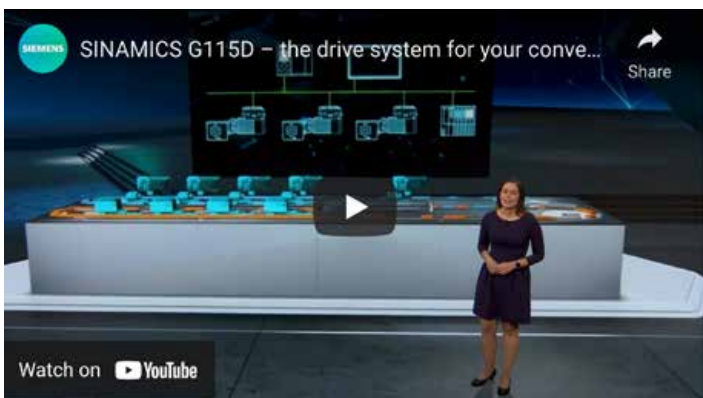 SIEMENS
SINAMICS G115D – the drive system for your conve...
Share
Watch on YouTube